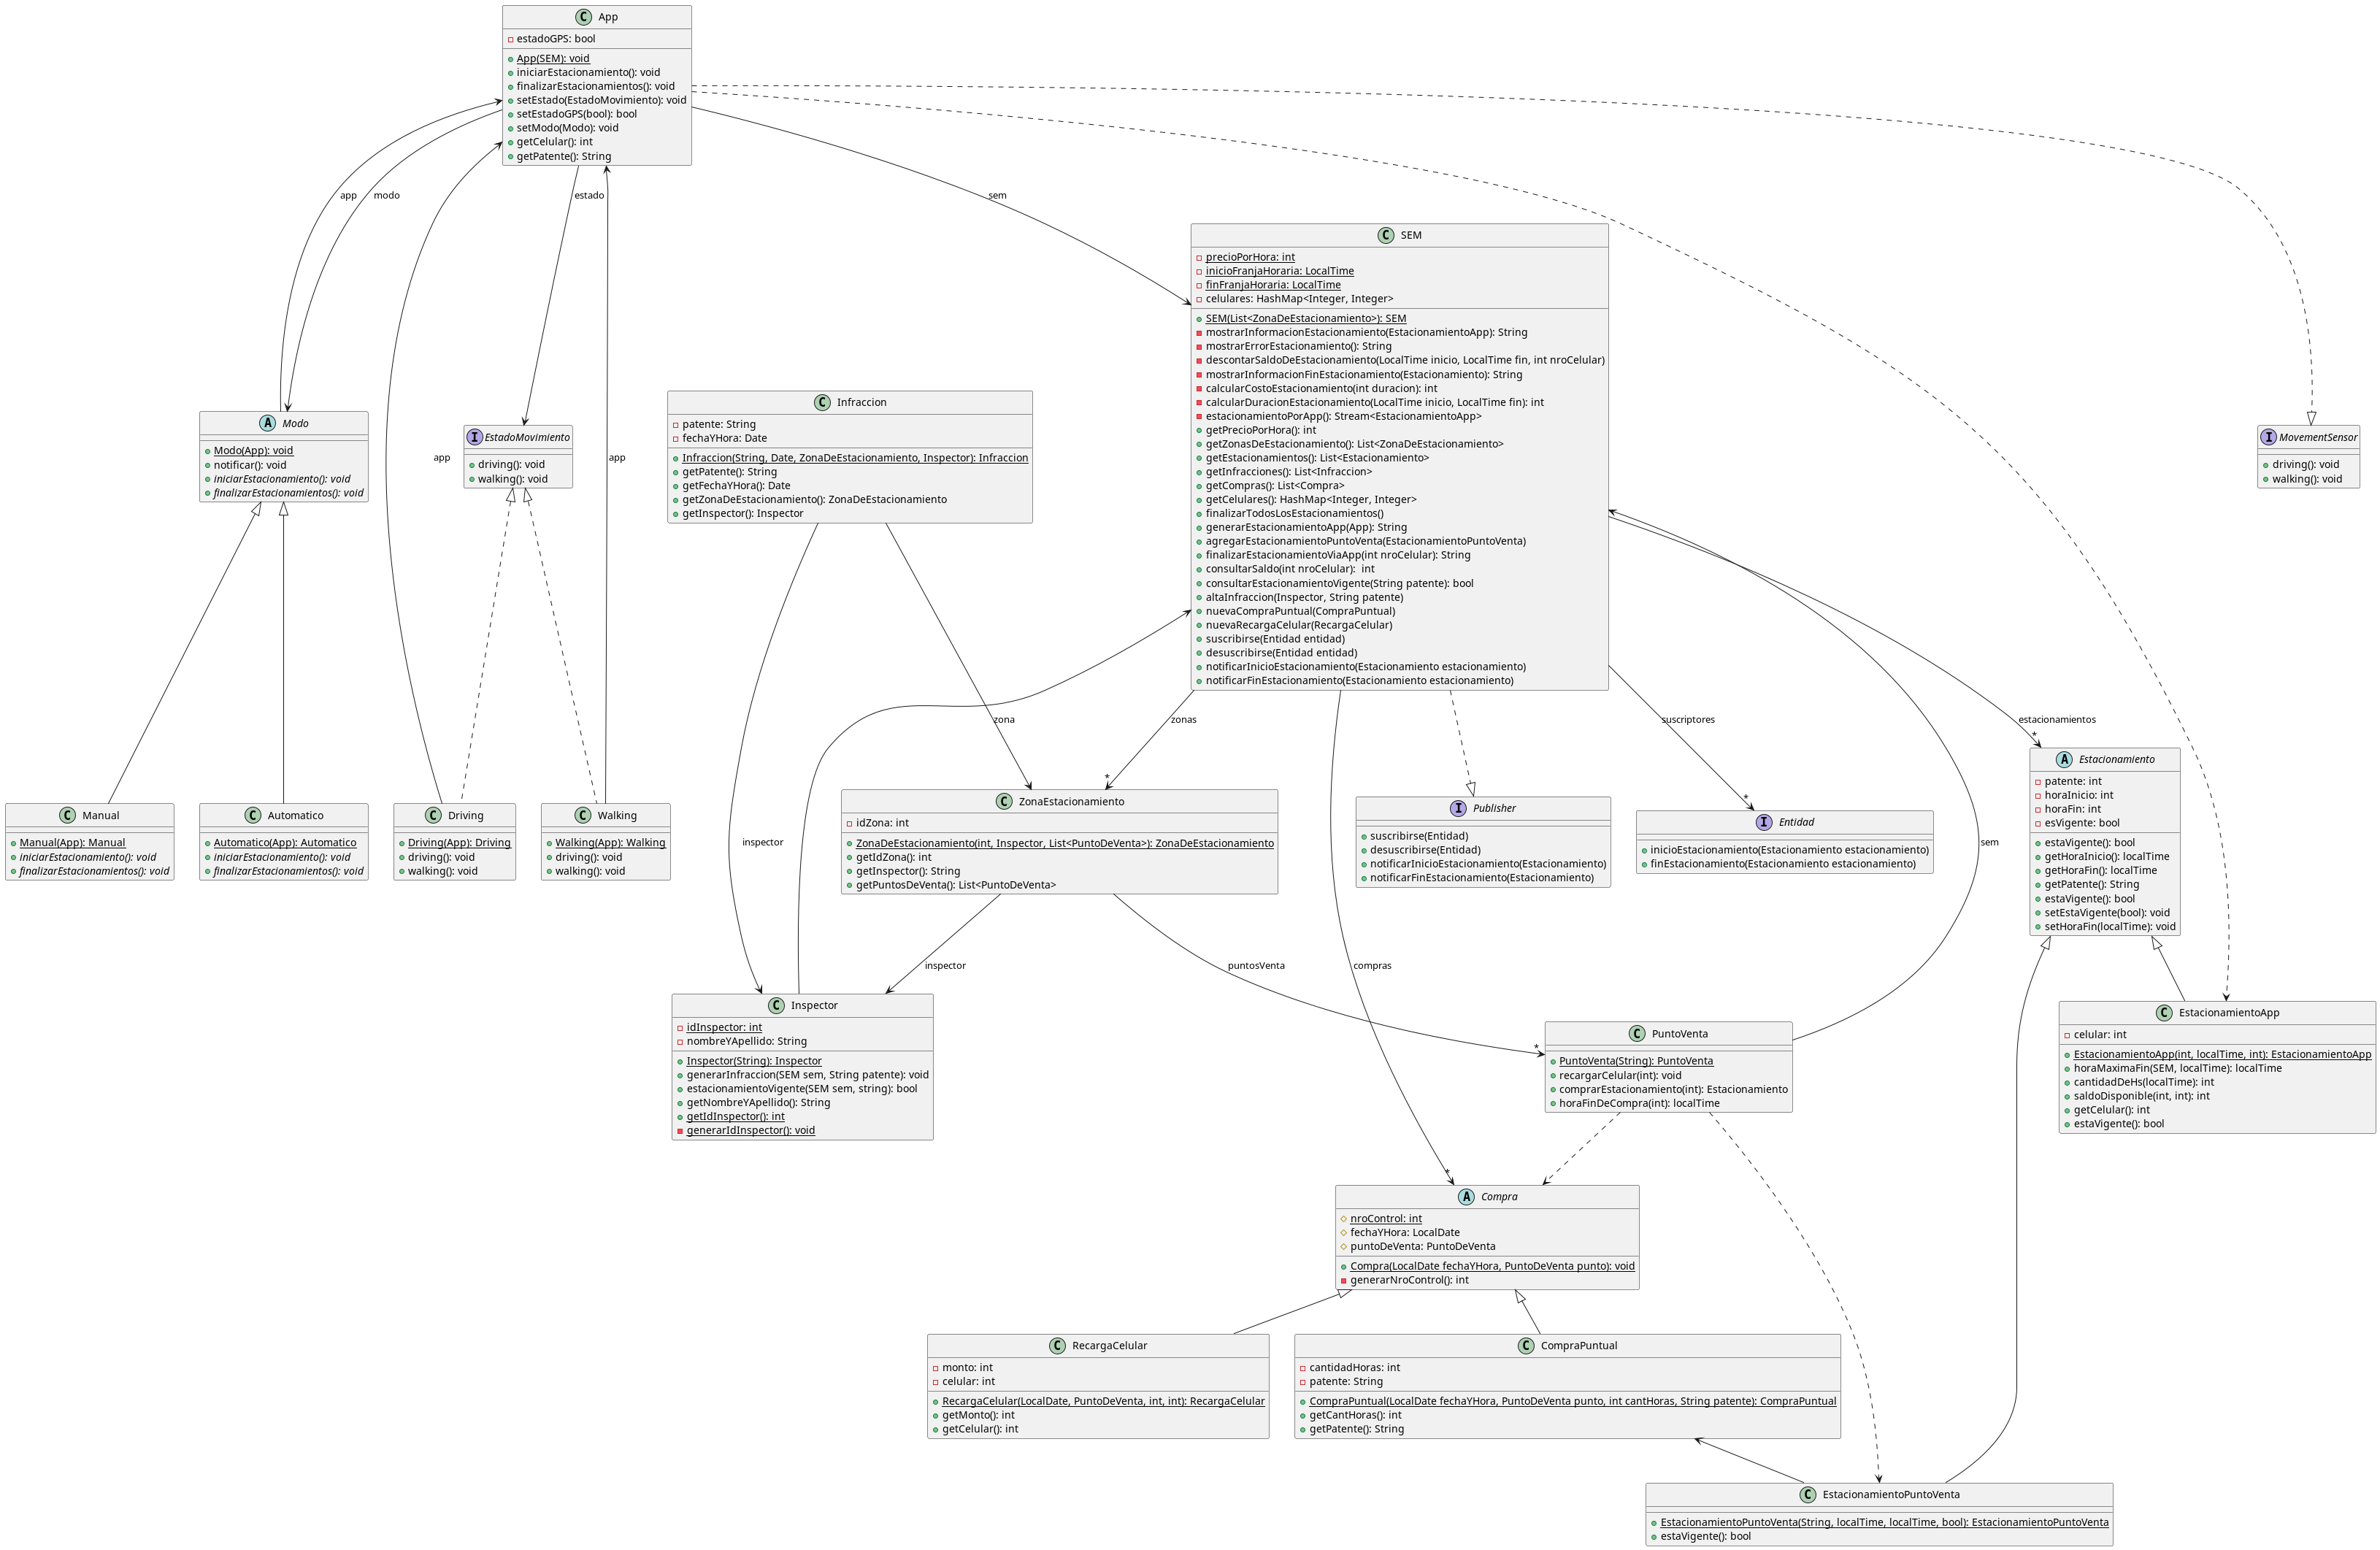 App
estadoGPS: bool
App(SEM): void
iniciarEstacionamiento(): void
finalizarEstacionamientos(): void
setEstado(EstadoMovimiento): void
setEstadoGPS(bool): bool
setModo(Modo): void
getCelular(): int
getPatente(): String
app
modo
estado
sem
SEM
precioPorHora: int
inicioFranjaHoraria: LocalTime
finFranjaHoraria: LocalTime
celulares: HashMap<Integer, Integer>
SEM(List<ZonaDeEstacionamiento>): SEM
mostrarInformacionEstacionamiento(EstacionamientoApp): String
mostrarErrorEstacionamiento(): String
descontarSaldoDeEstacionamiento(LocalTime inicio, LocalTime fin, int nroCelular)
mostrarInformacionFinEstacionamiento(Estacionamiento): String
calcularCostoEstacionamiento(int duracion): int
calcularDuracionEstacionamiento(LocalTime inicio, LocalTime fin): int
estacionamientoPorApp(): Stream<EstacionamientoApp>
getPrecioPorHora(): int
getZonasDeEstacionamiento(): List<ZonaDeEstacionamiento>
getEstacionamientos(): List<Estacionamiento>
getInfracciones(): List<Infraccion>
getCompras(): List<Compra>
getCelulares(): HashMap<Integer, Integer>
finalizarTodosLosEstacionamientos()
generarEstacionamientoApp(App): String
agregarEstacionamientoPuntoVenta(EstacionamientoPuntoVenta)
finalizarEstacionamientoViaApp(int nroCelular): String
consultarSaldo(int nroCelular):  int
consultarEstacionamientoVigente(String patente): bool
altaInfraccion(Inspector, String patente)
nuevaCompraPuntual(CompraPuntual)
nuevaRecargaCelular(RecargaCelular)
suscribirse(Entidad entidad)
desuscribirse(Entidad entidad)
notificarInicioEstacionamiento(Estacionamiento estacionamiento)
notificarFinEstacionamiento(Estacionamiento estacionamiento)
Modo
Modo(App): void
notificar(): void
iniciarEstacionamiento(): void
finalizarEstacionamientos(): void
EstadoMovimiento
driving(): void
walking(): void
app
app
Infraccion
patente: String
fechaYHora: Date
Infraccion(String, Date, ZonaDeEstacionamiento, Inspector): Infraccion
getPatente(): String
getFechaYHora(): Date
getZonaDeEstacionamiento(): ZonaDeEstacionamiento
getInspector(): Inspector
MovementSensor
driving(): void
walking(): void
zona
zonas
*
suscriptores
*
estacionamientos
*
Manual
Manual(App): Manual
iniciarEstacionamiento(): void
finalizarEstacionamientos(): void
Automatico
Automatico(App): Automatico
iniciarEstacionamiento(): void
finalizarEstacionamientos(): void
Driving
Driving(App): Driving
driving(): void
walking(): void
Walking
Walking(App): Walking
driving(): void
walking(): void
inspector
ZonaEstacionamiento
idZona: int
ZonaDeEstacionamiento(int, Inspector, List<PuntoDeVenta>): ZonaDeEstacionamiento
getIdZona(): int
getInspector(): String
getPuntosDeVenta(): List<PuntoDeVenta>
Publisher
suscribirse(Entidad)
desuscribirse(Entidad)
notificarInicioEstacionamiento(Estacionamiento)
notificarFinEstacionamiento(Estacionamiento)
Entidad
inicioEstacionamiento(Estacionamiento estacionamiento)
finEstacionamiento(Estacionamiento estacionamiento)
sem
Estacionamiento
patente: int
horaInicio: int
horaFin: int
esVigente: bool
estaVigente(): bool
getHoraInicio(): localTime
getHoraFin(): localTime
getPatente(): String
estaVigente(): bool
setEstaVigente(bool): void
setHoraFin(localTime): void
inspector
puntosVenta
*
compras
*
Inspector
idInspector: int
nombreYApellido: String
Inspector(String): Inspector
generarInfraccion(SEM sem, String patente): void
estacionamientoVigente(SEM sem, string): bool
getNombreYApellido(): String
getIdInspector(): int
generarIdInspector(): void
PuntoVenta
PuntoVenta(String): PuntoVenta
recargarCelular(int): void
comprarEstacionamiento(int): Estacionamiento
horaFinDeCompra(int): localTime
EstacionamientoApp
celular: int
EstacionamientoApp(int, localTime, int): EstacionamientoApp
horaMaximaFin(SEM, localTime): localTime
cantidadDeHs(localTime): int
saldoDisponible(int, int): int
getCelular(): int
estaVigente(): bool
Compra
nroControl: int
fechaYHora: LocalDate
puntoDeVenta: PuntoDeVenta
Compra(LocalDate fechaYHora, PuntoDeVenta punto): void
generarNroControl(): int
RecargaCelular
monto: int
celular: int
RecargaCelular(LocalDate, PuntoDeVenta, int, int): RecargaCelular
getMonto(): int
getCelular(): int
CompraPuntual
cantidadHoras: int
patente: String
CompraPuntual(LocalDate fechaYHora, PuntoDeVenta punto, int cantHoras, String patente): CompraPuntual
getCantHoras(): int
getPatente(): String
EstacionamientoPuntoVenta
EstacionamientoPuntoVenta(String, localTime, localTime, bool): EstacionamientoPuntoVenta
estaVigente(): bool